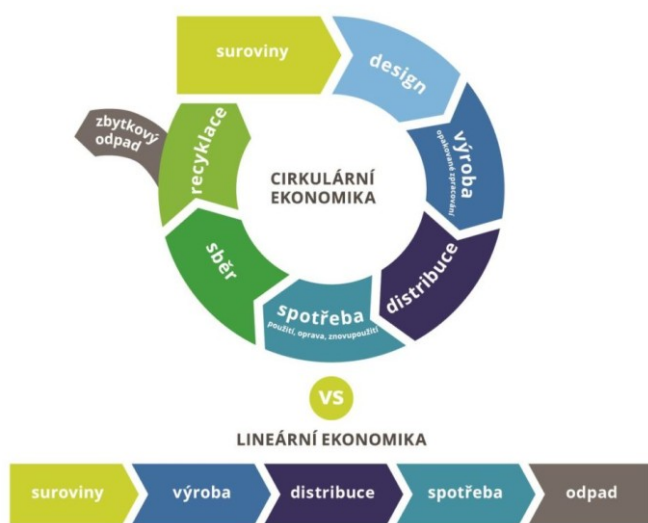 suroviny
design
výroba
opakované zpracování
distribuce
spotřeba
použití, oprava, znovupoužití
sběr
recyklace
zbytkový
odpad
CIRKULÁRNÍ
EKONOMIKA
VS
LINEÁRNÍ EKONOMIKA
suroviny
výroba
distribuce
spotřeba
odpad